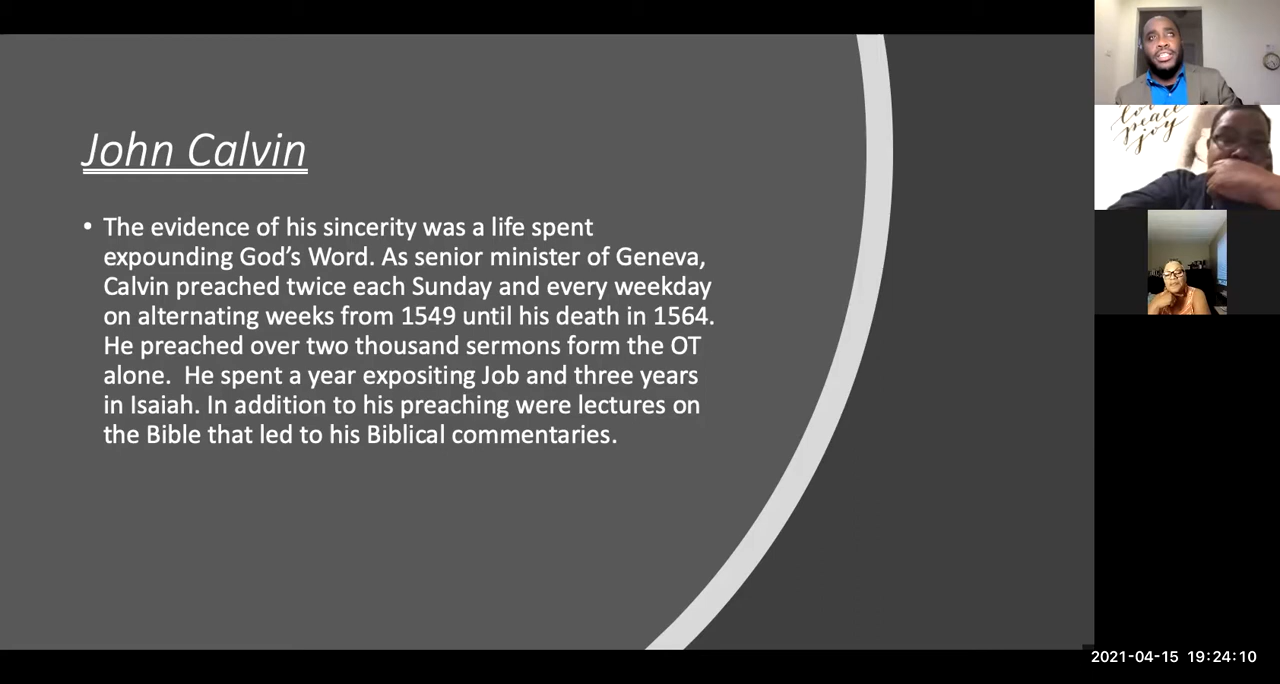 John Calvin
• The evidence of his sincerity was a life spent
expounding God’s Word. As senior minister of Geneva,
Calvin preached twice each Sunday and every weekday
on alternating weeks from 1549 until his death in 1564.
He preached over two thousand sermons form the OT
alone.  He spent a year expositing Job and three years
in Isaiah. In addition to his preaching were lectures on
the Bible that led to his Biblical commentaries.
love
peace
joy
2021-04-15 19:24:10